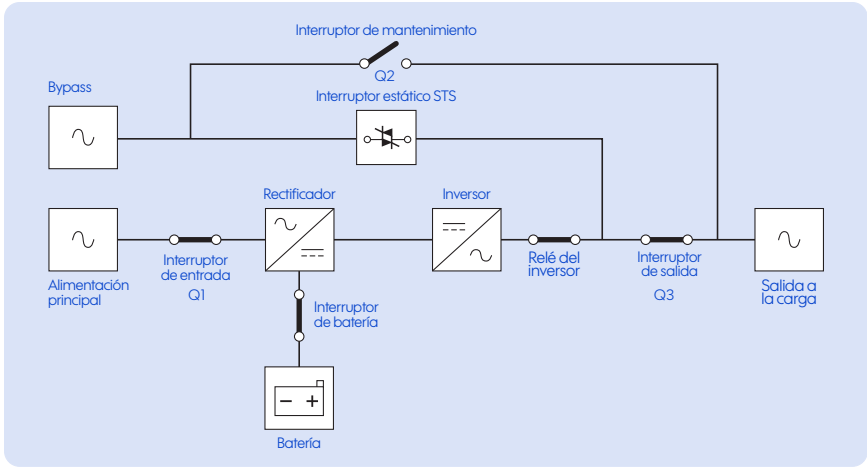 Interruptor de mantenimiento
Q2
Bypass
Interruptor estático STS
Rectificador
Inversor
Alimentación
principal
Interruptor
de entrada
Q1
Relé del
inversor
Interruptor
de salida
Q3
Salida a
la carga
Interruptor
de batería
Batería